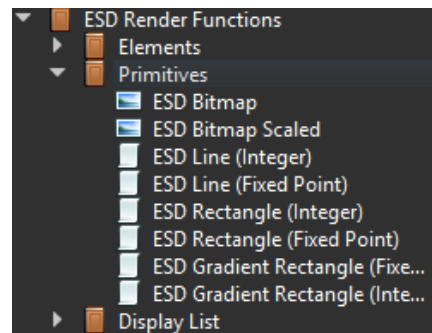 ESD Render Functions
Elements
Primitives
ESD Bitmap
ESD Bitmap Scaled
ESD Line (Integer)
ESD Line (Fixed Point)
ESD Rectangle (Integer)
ESD Rectangle (Fixed Point)
ESD Gradient Rectangle (Fixe...
ESD Gradient Rectangle (Inte...
Display List